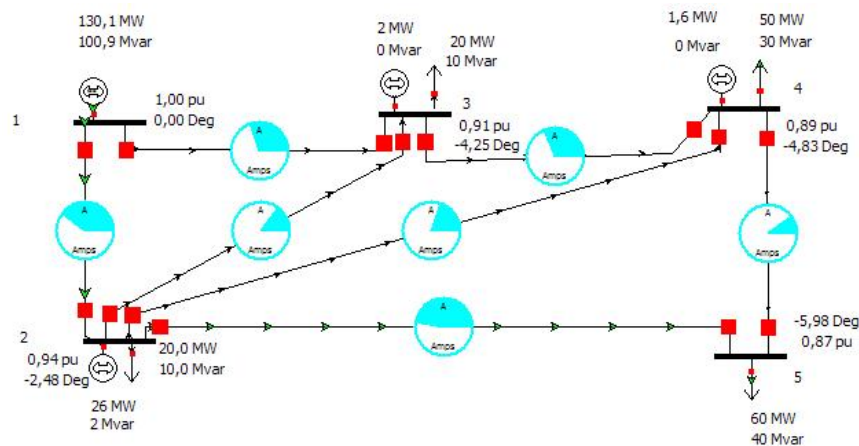 130,1 MW
100,9 Mvar
2 MW
0 Mvar
20 MW
10 Mvar
1,6 MW
0 Mvar
50 MW
30 Mvar
1
1,00 pu
0,00 Deg
3
0,91 pu
-4,25 Deg
4
0,89 pu
-4,83 Deg
A
Amps
A
Amps
A
Amps
A
Amps
A
Amps
A
Amps
A
Amps
2
0,94 pu
-2,48 Deg
20,0 MW
10,0 Mvar
26 MW
2 Mvar
-5,98 Deg
0,87 pu
5
60 MW
40 Mvar